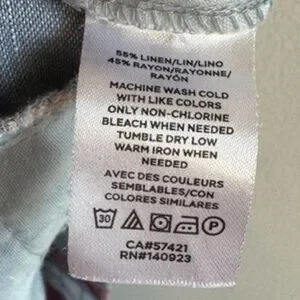 55% LINEN/LIN/LINO
45% RAYON/RAYONNE/
RAYÓN
MACHINE WASH COLD
WITH LIKE COLORS
ONLY NON-CHLORINE
BLEACH WHEN NEEDED
TUMBLE DRY LOW
WARM IRON WHEN
NEEDED
AVEC DES COULEURS
SEMBLABLES/CON
COLORES SIMILARES
30 P
CA#57421
RN#140923